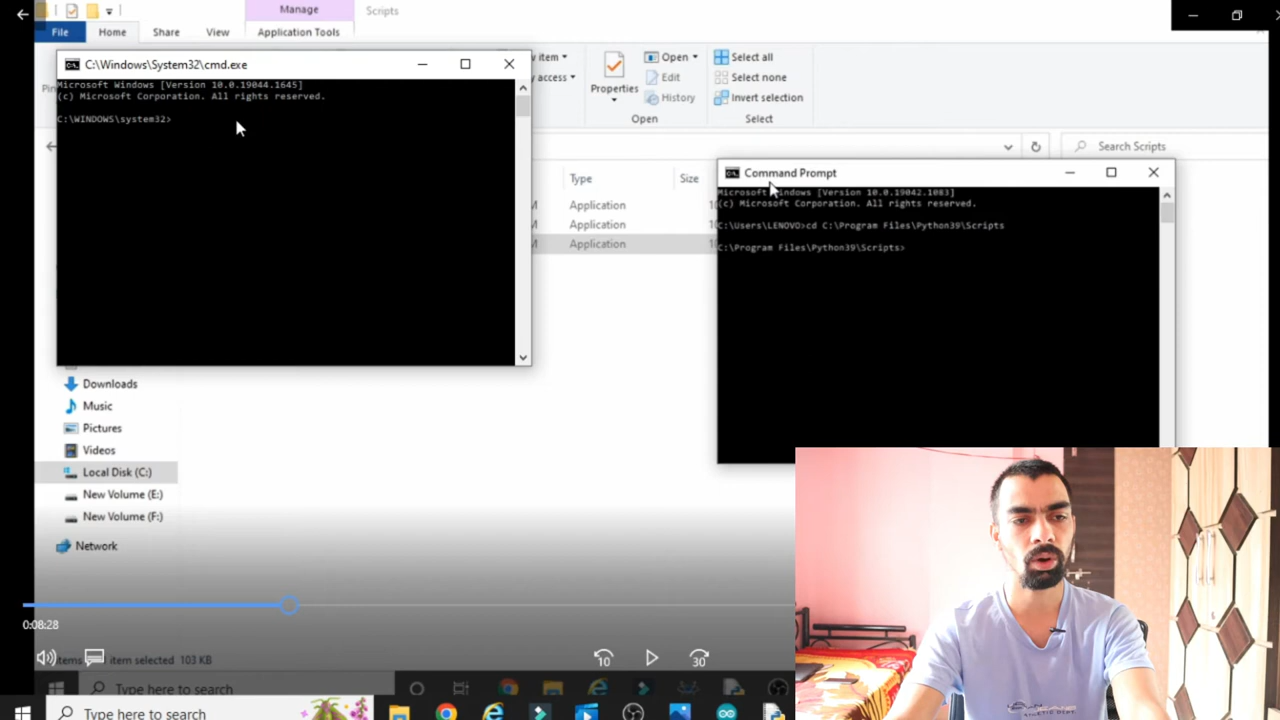 Manage
Scripts
File
Home
Share
View
Application Tools
C:\Windows\System32\cmd.exe
Microsoft Windows [Version 10.0.19044.1645]
(c) Microsoft Corporation. All rights reserved.
C:\WINDOWS\system32>
item
access
Properties
Open
Edit
History
Open
Select all
Select none
Invert selection
Select
Search Scripts
Type
Size
Application
Application
Application
Command Prompt
Microsoft Windows [Version 10.0.19042.1083]
(c) Microsoft Corporation. All rights reserved.
C:\Users\LENOVO>cd C:\Program Files\Python39\Scripts
C:\Program Files\Python39\Scripts>
Downloads
Music
Pictures
Videos
Local Disk (C:)
New Volume (E:)
New Volume (F:)
Network
0:08:28
10
30
item selected 103 KB
Type here to search
Type here to search